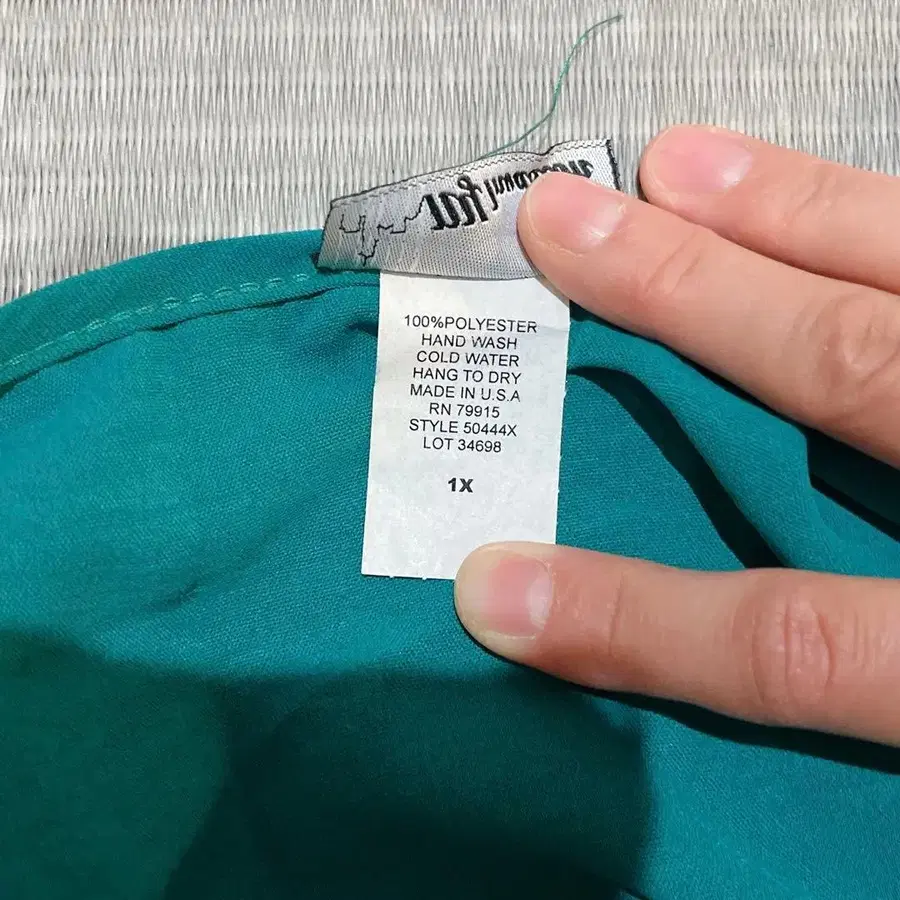 100%POLYESTER
HAND WASH
COLD WATER
HANG TO DRY
MADE IN U.S.A
RN 79915
STYLE 50444X
LOT 34698
1X